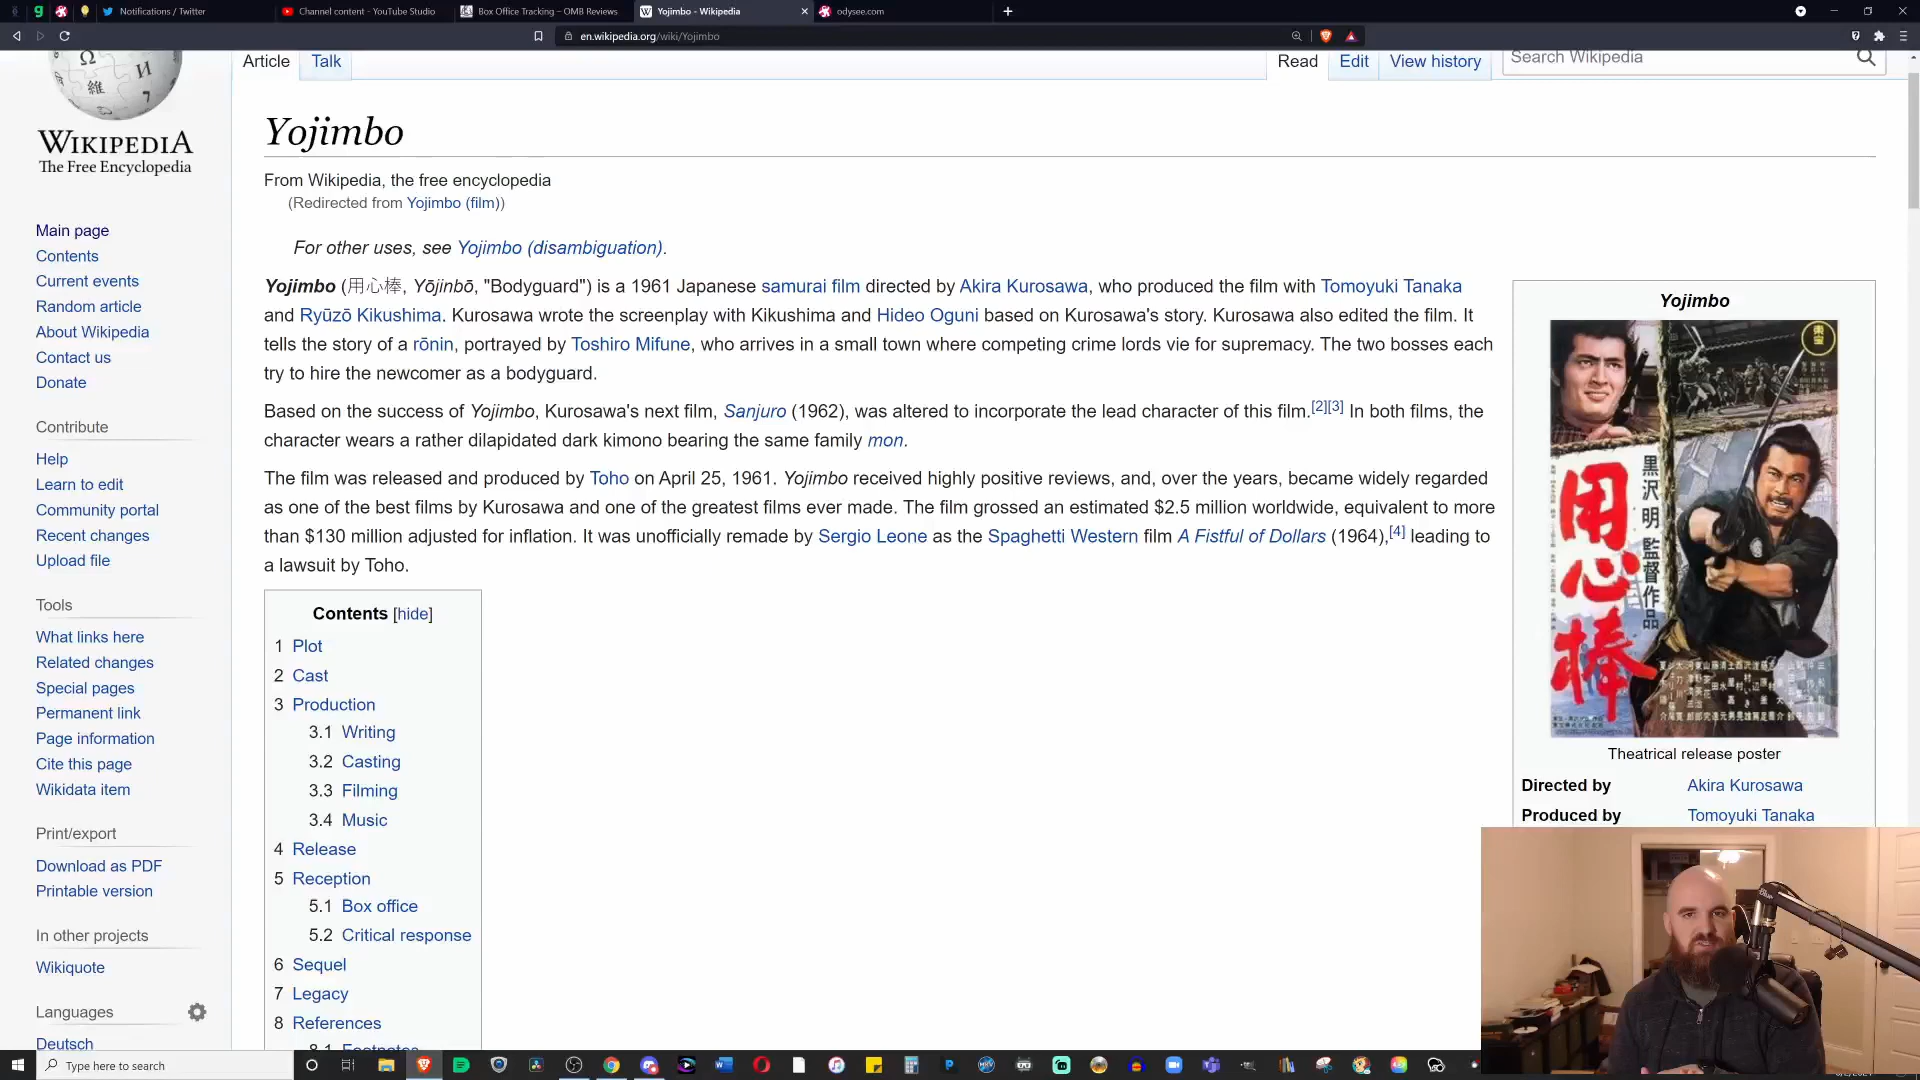 Notifications / Twitter
Channel content - YouTube Studio
Box Office Tracking – OMB Reviews
Yojimbo - Wikipedia
odysee.com
en.wikipedia.org/wiki/Yojimbo
WIKIPEDIA
The Free Encyclopedia
Main page
Contents
Current events
Random article
About Wikipedia
Contact us
Donate
Contribute
Help
Learn to edit
Community portal
Recent changes
Upload file
Tools
What links here
Related changes
Special pages
Permanent link
Page information
Cite this page
Wikidata item
Print/export
Download as PDF
Printable version
In other projects
Wikiquote
Languages
Deutsch
Article
Talk
Read
Edit
View history
Search Wikipedia
Yojimbo
From Wikipedia, the free encyclopedia
(Redirected from Yojimbo (film))
For other uses, see Yojimbo (disambiguation).
Yojimbo (用心棒, Yōjinbō, "Bodyguard") is a 1961 Japanese samurai film directed by Akira Kurosawa, who produced the film with Tomoyuki Tanaka
and Ryūzō Kikushima. Kurosawa wrote the screenplay with Kikushima and Hideo Oguni based on Kurosawa's story. Kurosawa also edited the film. It
tells the story of a rōnin, portrayed by Toshiro Mifune, who arrives in a small town where competing crime lords vie for supremacy. The two bosses each
try to hire the newcomer as a bodyguard.
Based on the success of Yojimbo, Kurosawa's next film, Sanjuro (1962), was altered to incorporate the lead character of this film.[2][3] In both films, the
character wears a rather dilapidated dark kimono bearing the same family mon.
The film was released and produced by Toho on April 25, 1961. Yojimbo received highly positive reviews, and, over the years, became widely regarded
as one of the best films by Kurosawa and one of the greatest films ever made. The film grossed an estimated $2.5 million worldwide, equivalent to more
than $130 million adjusted for inflation. It was unofficially remade by Sergio Leone as the Spaghetti Western film A Fistful of Dollars (1964),[4] leading to
a lawsuit by Toho.
Contents [hide]
1 Plot
2 Cast
3 Production
3.1 Writing
3.2 Casting
3.3 Filming
3.4 Music
4 Release
5 Reception
5.1 Box office
5.2 Critical response
6 Sequel
7 Legacy
8 References
8.1 Footnotes
Yojimbo
東宝
用心棒
黒沢明監督作品
Theatrical release poster
Directed by Akira Kurosawa
Produced by Tomoyuki Tanaka
Type here to search